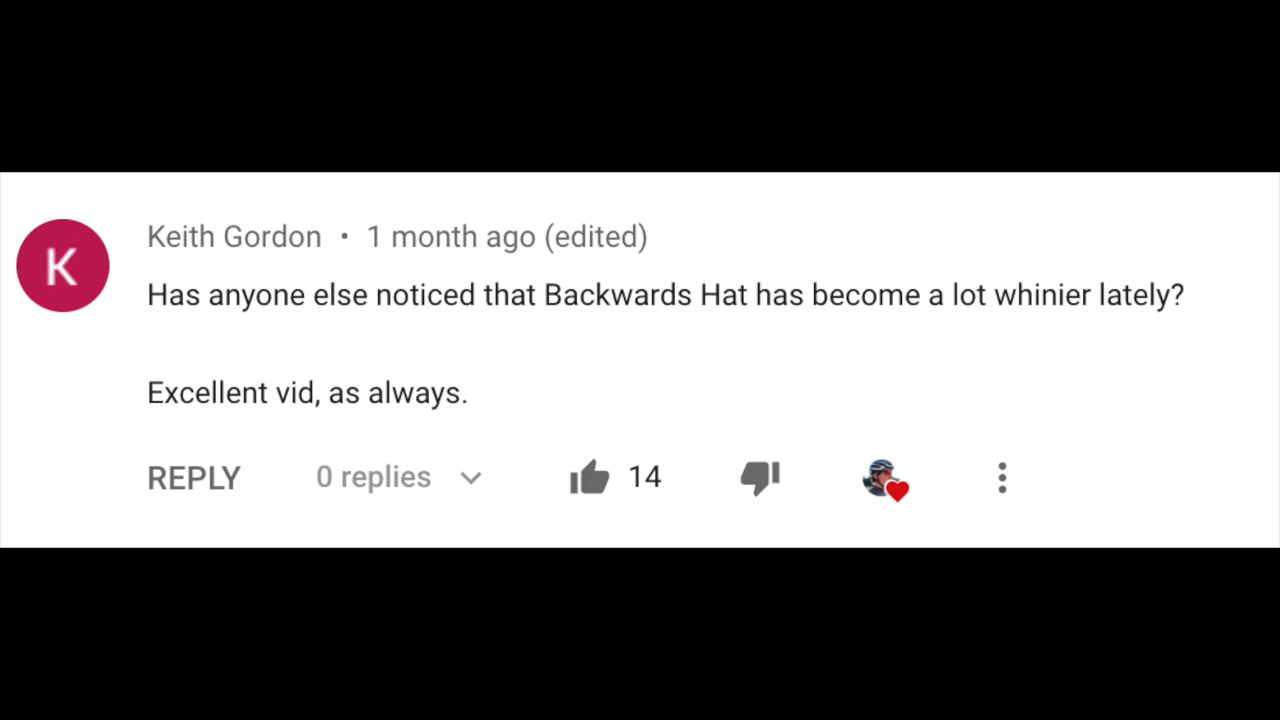 K
Keith Gordon • 1 month ago (edited)
Has anyone else noticed that Backwards Hat has become a lot whinier lately?
Excellent vid, as always.
REPLY 0 replies 14